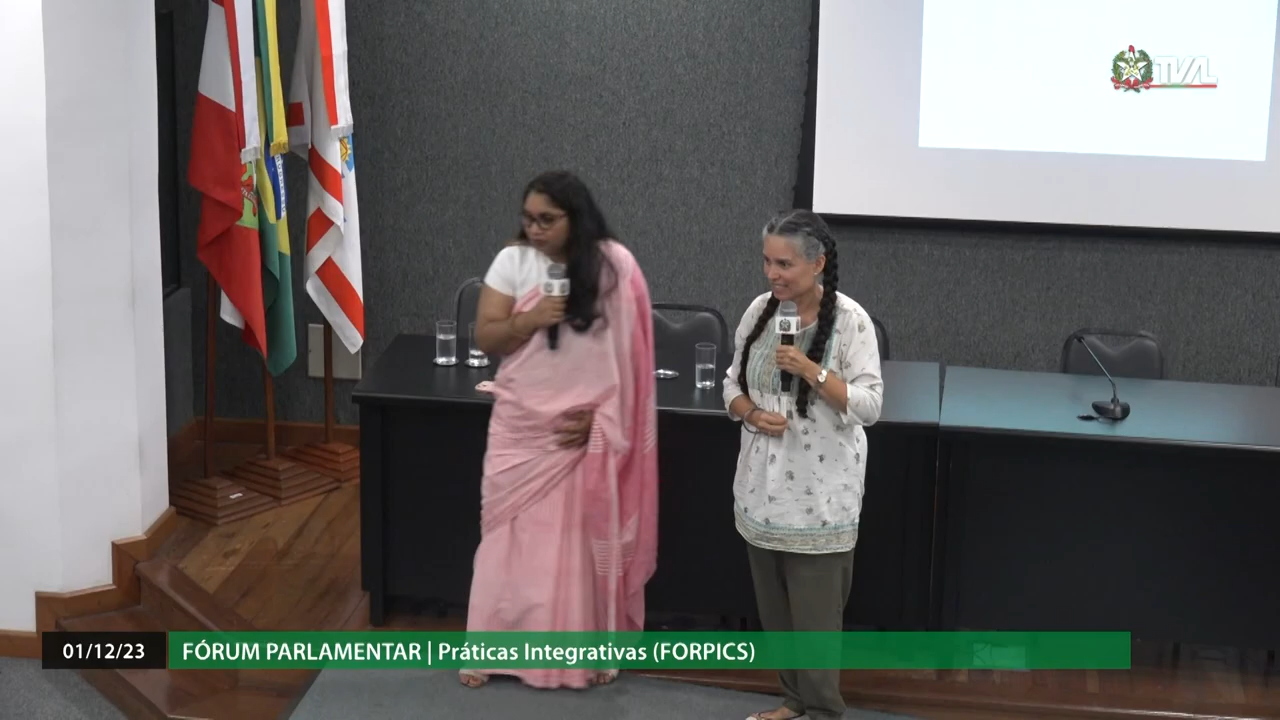 TVAL
01/12/23
FÓRUM PARLAMENTAR | Práticas Integrativas (FORPICS)